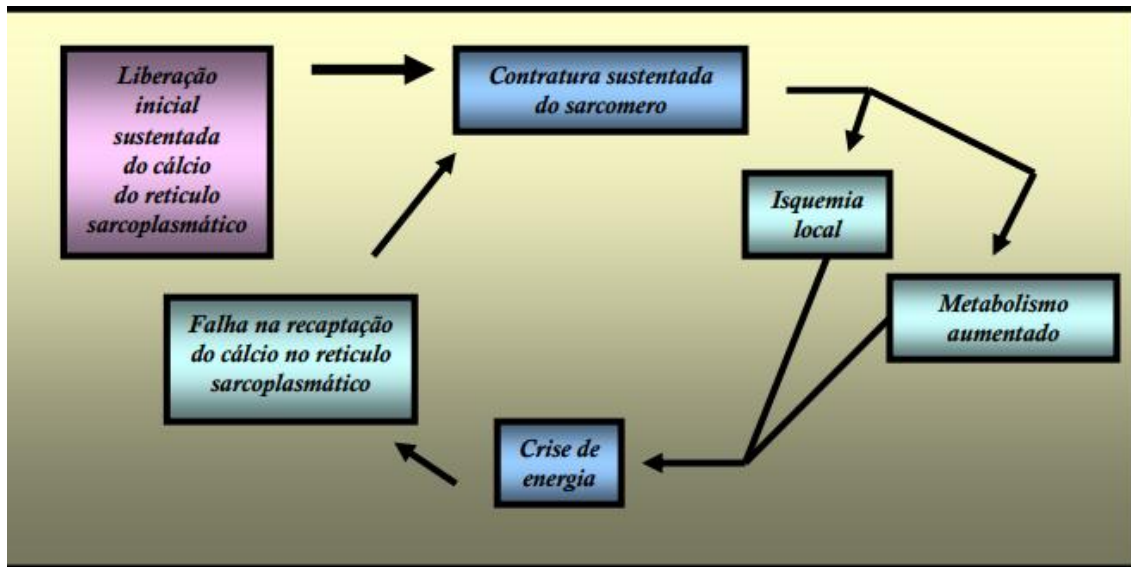 Liberação
inicial
sustentada
do cálcio
do reticulo
sarcoplasmático
Contratura sustentada
do sarcomero
Isquemia
local
Metabolismo
aumentado
Crise de
energia
Falha na recaptação
do cálcio no reticulo
sarcoplasmático